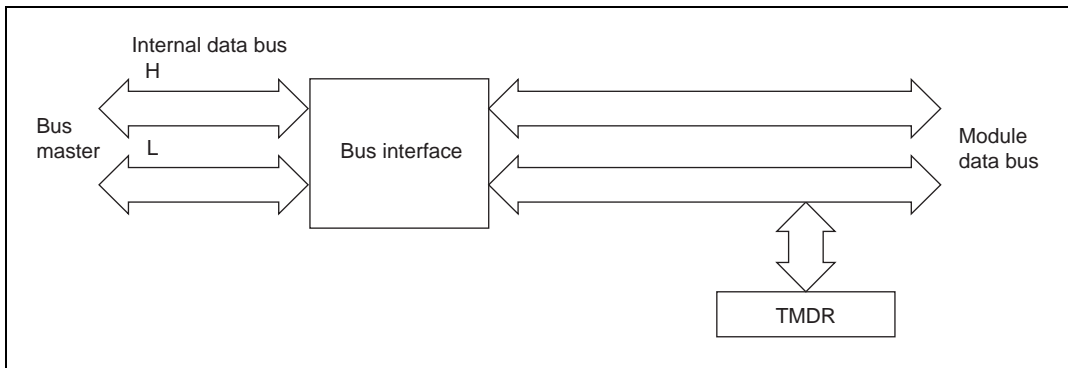 Internal data bus
H
Bus
master
L
Bus interface
Module
data bus
TMDR